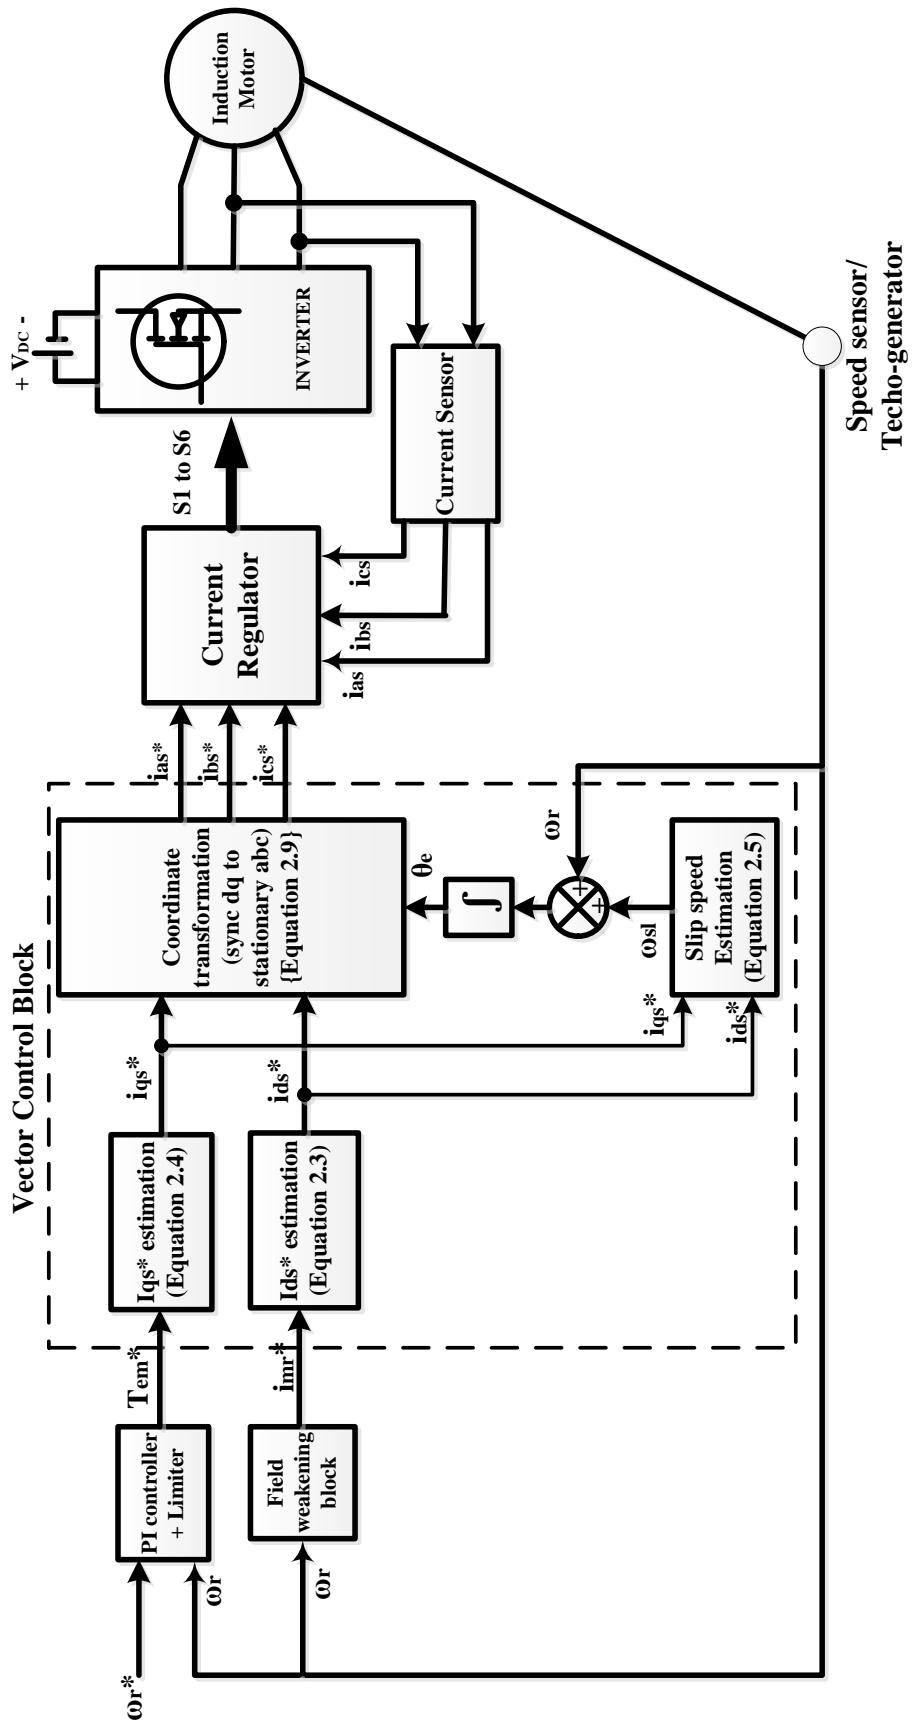 Vector Control Block
ωr*
ωr
PI controller
+ Limiter
Tem*
Iqs* estimation
(Equation 2.4)
iqs*
ωr
Field
weakening
block
imr*
Ids* estimation
(Equation 2.3)
ids*
Coordinate
transformation
(sync dq to
stationary abc)
{Equation 2.9}
θe
∫
+
+
ωr
ωsl
iqs*
ids*
Slip speed
Estimation
(Equation 2.5)
ias*
ibs*
ics*
Current
Regulator
ias
ibs
ics
S1 to S6
+ VDC -
INVERTER
Current Sensor
Induction
Motor
Speed sensor/
Techo-generator